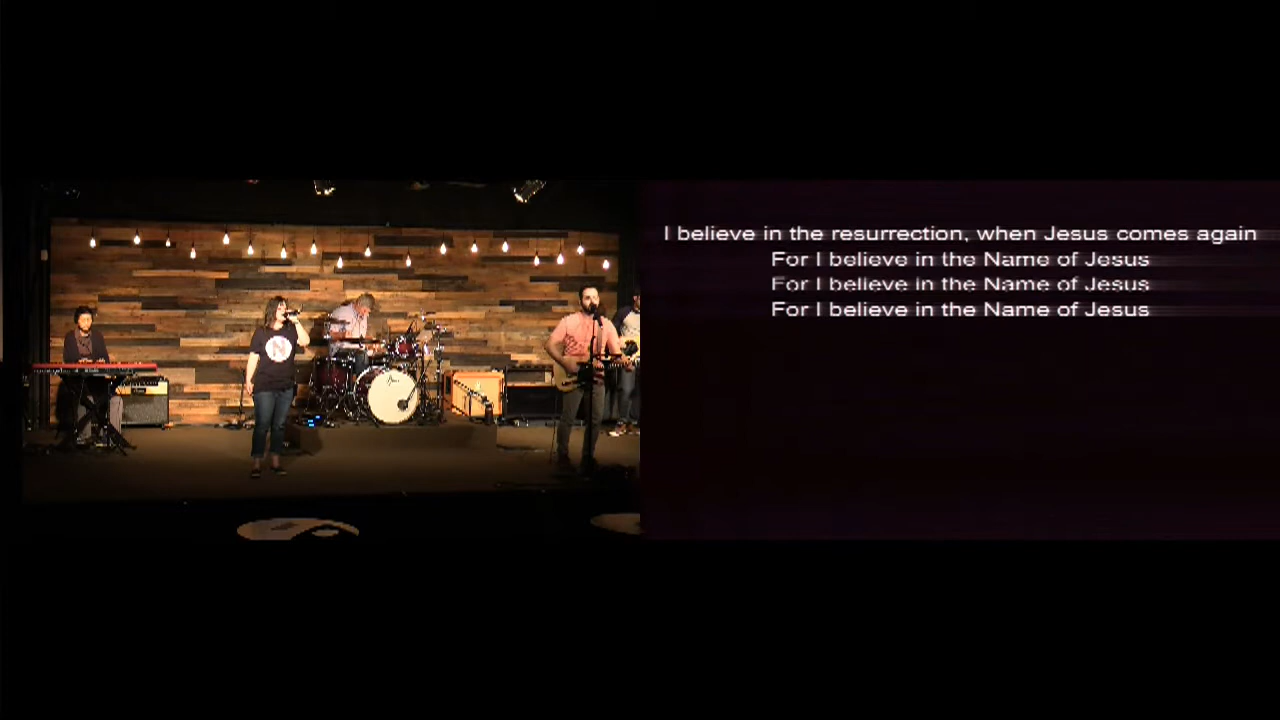 I believe in the resurrection, when Jesus comes again
For I believe in the Name of Jesus
For I believe in the Name of Jesus
For I believe in the Name of Jesus
N